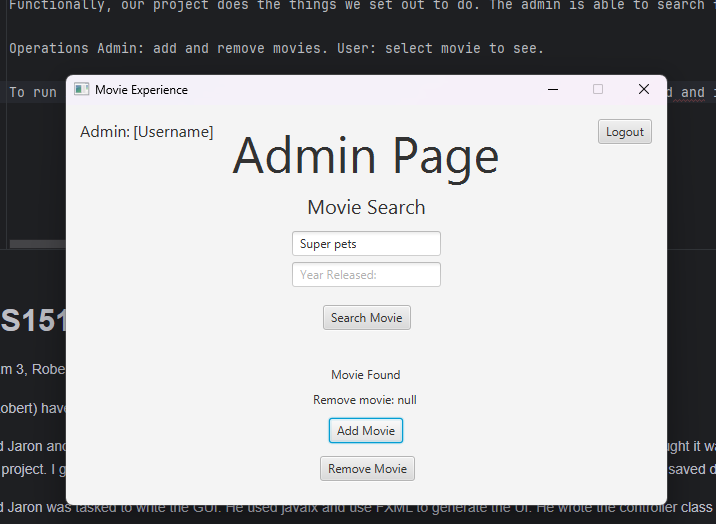 Functionally, our project does the things we set out to do. The admin is able to search
Operations Admin: add and remove movies. User: select movie to see.
To run
and i
Movie Experience
Admin: [Username]
Logout
Admin Page
Movie Search
Super pets
Year Released:
Search Movie
Movie Found
Remove movie: null
Add Movie
Remove Movie
S151
m 3, Robe
obert) have
d Jaron and
ught it wa
project. I g
saved d
d Jaron was tasked to write the GUI. He used javafx and use FXML to generate the UI. He wrote the controller class